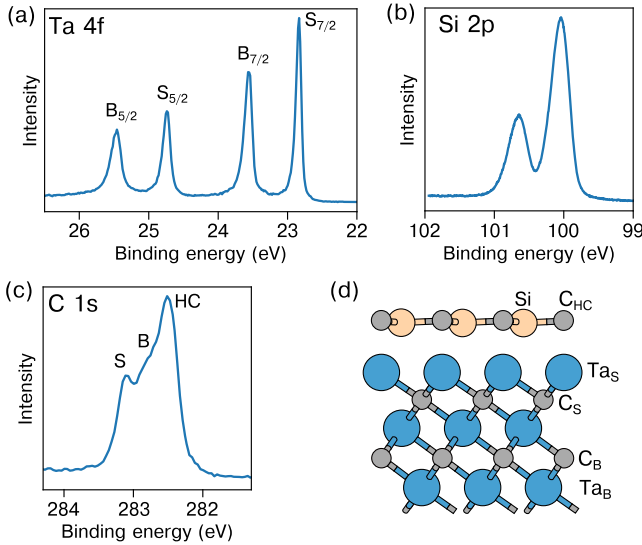 (a) Ta 4f
B5/2
S5/2
B7/2
S7/2
Intensity
26 25 24 23 22
Binding energy (eV)
(b) Si 2p
Intensity
102 101 100 99
Binding energy (eV)
(c) C 1s
S
B
HC
Intensity
284 283 282
Binding energy (eV)
(d)
Si
CHC
TaS
CS
CB
TaB